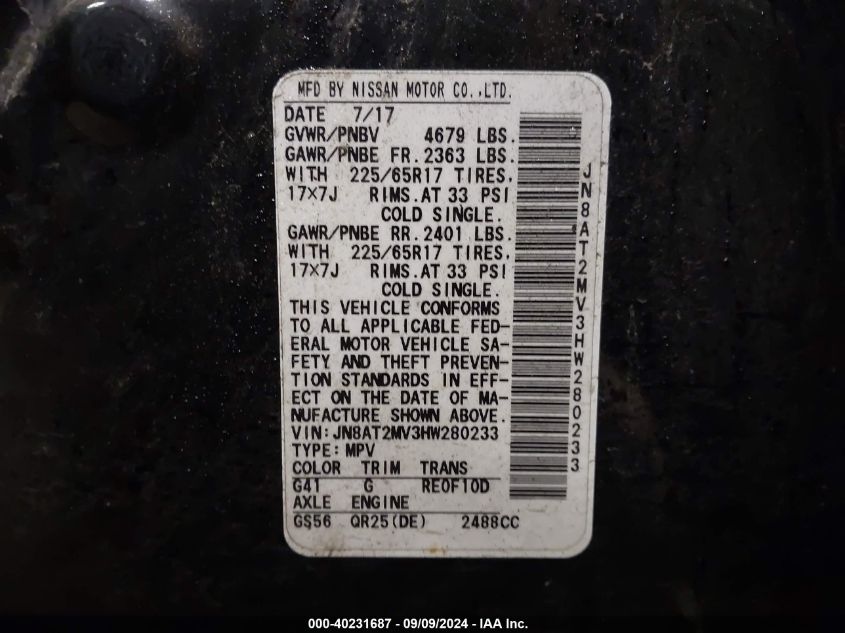 MFD BY NISSAN MOTOR CO.,LTD.
DATE 7/17
GVWR/PNBV 4679 LBS.
GAWR/PNBE FR. 2363 LBS.
WITH 225/65R17 TIRES,
17X7J RIMS.AT 33 PSI
COLD SINGLE.
GAWR/PNBE RR. 2401 LBS.
WITH 225/65R17 TIRES,
17X7J RIMS.AT 33 PSI
COLD SINGLE.
THIS VEHICLE CONFORMS
TO ALL APPLICABLE FED-
ERAL MOTOR VEHICLE SA-
FETY AND THEFT PREVEN-
TION STANDARDS IN EFF-
ECT ON THE DATE OF MA-
NUFACTURE SHOWN ABOVE.
VIN:JN8AT2MV3HW280233
TYPE:MPV
COLOR TRIM TRANS
G41 G RE0F10D
AXLE ENGINE
GS56 QR25(DE) 2488CC
JN8AT2MV3HW280233
000-40231687 - 09/09/2024 - IAA Inc.